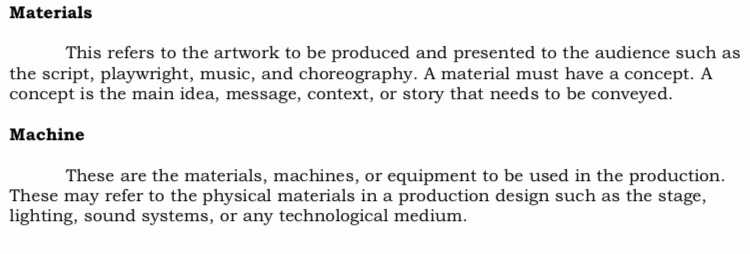 Materials
This refers to the artwork to be produced and presented to the audience such as
the script, playwright, music, and choreography. A material must have a concept. A
concept is the main idea, message, context, or story that needs to be conveyed.
Machine
These are the materials, machines, or equipment to be used in the production.
These may refer to the physical materials in a production design such as the stage,
lighting, sound systems, or any technological medium.